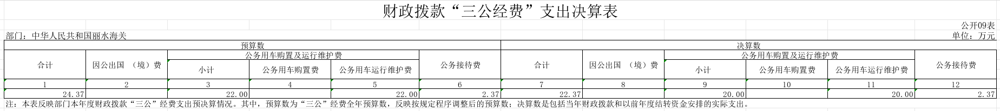 财政拨款“三公经费”支出决算表
公开09表
部门：中华人民共和国丽水海关 单位：万元
预算数 决算数
合计 因公出国 （境）费 公务用车购置及运行维护费 公务接待费 合计 因公出国 （境）费 公务用车购置及运行维护费 公务接待费
小计 公务用车购置费 公务用车运行维护费 小计 公务用车购置费 公务用车运行维护费
1 2 3 4 5 6 7 8 9 10 11 12
24.37 22.00 22.00 2.37 22.37 20.00 20.00 2.37
注：本表反映部门本年度财政拨款“三公”经费支出预决算情况。其中，预算数为“三公”经费全年预算数，反映按规定程序调整后的预算数；决算数是包括当年财政拨款和以前年度结转资金安排的实际支出。